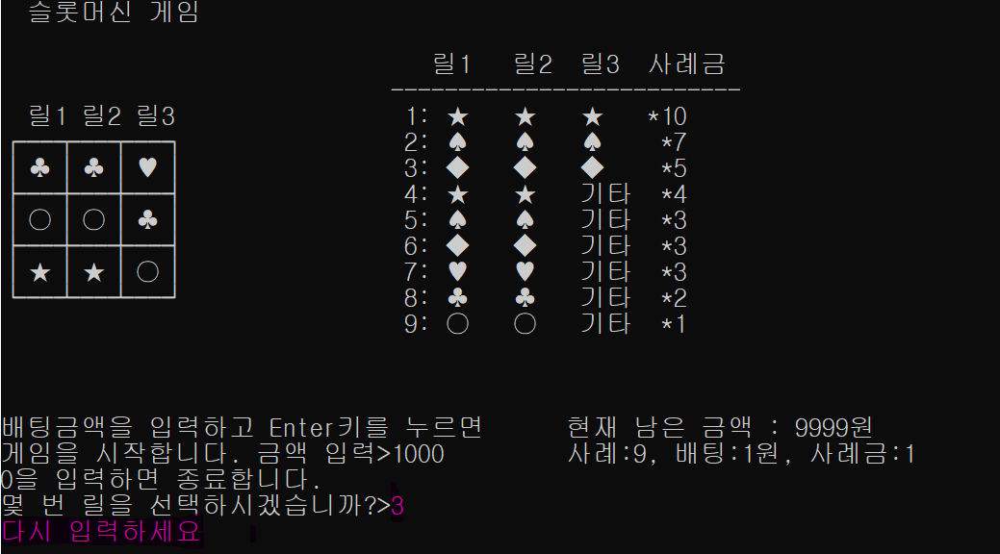 슬롯머신 게임
릴1 릴2 릴3 사례금
릴1 릴2 릴3
1: ★ ★ ★ *10
2: ♠ ♠ ♠ *7
3: ◆ ◆ ◆ *5
4: ★ ★ 기타 *4
5: ♠ ♠ 기타 *3
6: ◆ ◆ 기타 *3
7: ♥ ♥ 기타 *3
8: ♣ ♣ 기타 *2
9: ○ ○ 기타 *1
♣ ♣ ♥
○ ○ ♣
★ ★ ○
배팅금액을 입력하고 Enter키를 누르면
게임을 시작합니다. 금액 입력>1000
0을 입력하면 종료합니다.
몇 번 릴을 선택하시겠습니까?>3
다시 입력하세요
현재 남은 금액 : 9999원
사례:9, 배팅:1원, 사례금:1